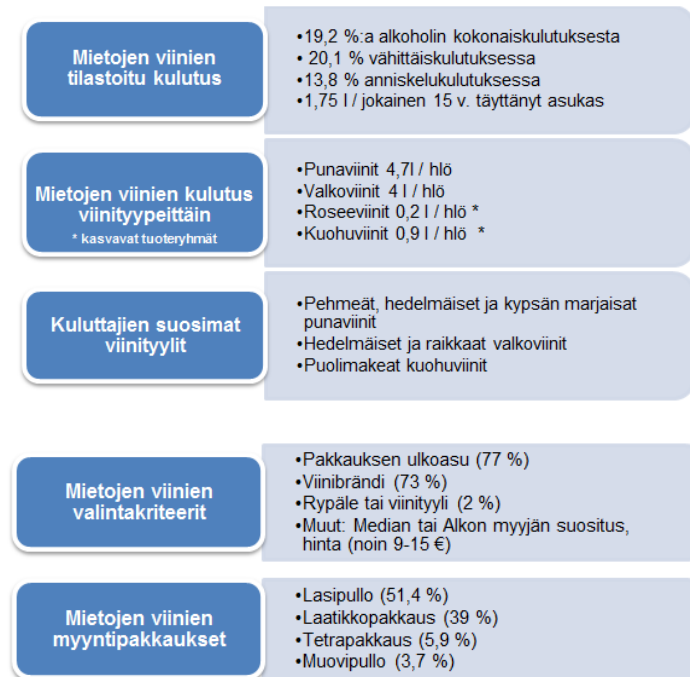 Mietojen viinien
tilastoitu kulutus
•19,2 %:a alkoholin kokonaiskulutuksesta
• 20,1 % vähittäiskulutuksessa
•13,8 % anniskelukulutuksessa
•1,75 l / jokainen 15 v. täyttänyt asukas
Mietojen viinien kulutus
viinityypeittäin
* kasvavat tuoteryhmät
•Punaviinit 4,7l / hlö
•Valkoviinit 4 l / hlö
•Roseeviinit 0,2 l / hlö *
•Kuohuviinit 0,9 l / hlö *
Kuluttajien suosimat
viinityylit
•Pehmeät, hedelmäiset ja kypsän marjaisat
punaviinit
•Hedelmäiset ja raikkaat valkoviinit
•Puolimakeat kuohuviinit
Mietojen viinien
valintakriteerit
•Pakkauksen ulkoasu (77 %)
•Viinibrändi (73 %)
•Rypäle tai viinityyli (2 %)
•Muut: Median tai Alkon myyjän suositus,
hinta (noin 9-15 €)
Mietojen viinien
myyntipakkaukset
•Lasipullo (51,4 %)
•Laatikkopakkaus (39 %)
•Tetrapakkaus (5,9 %)
•Muovipullo (3,7 %)